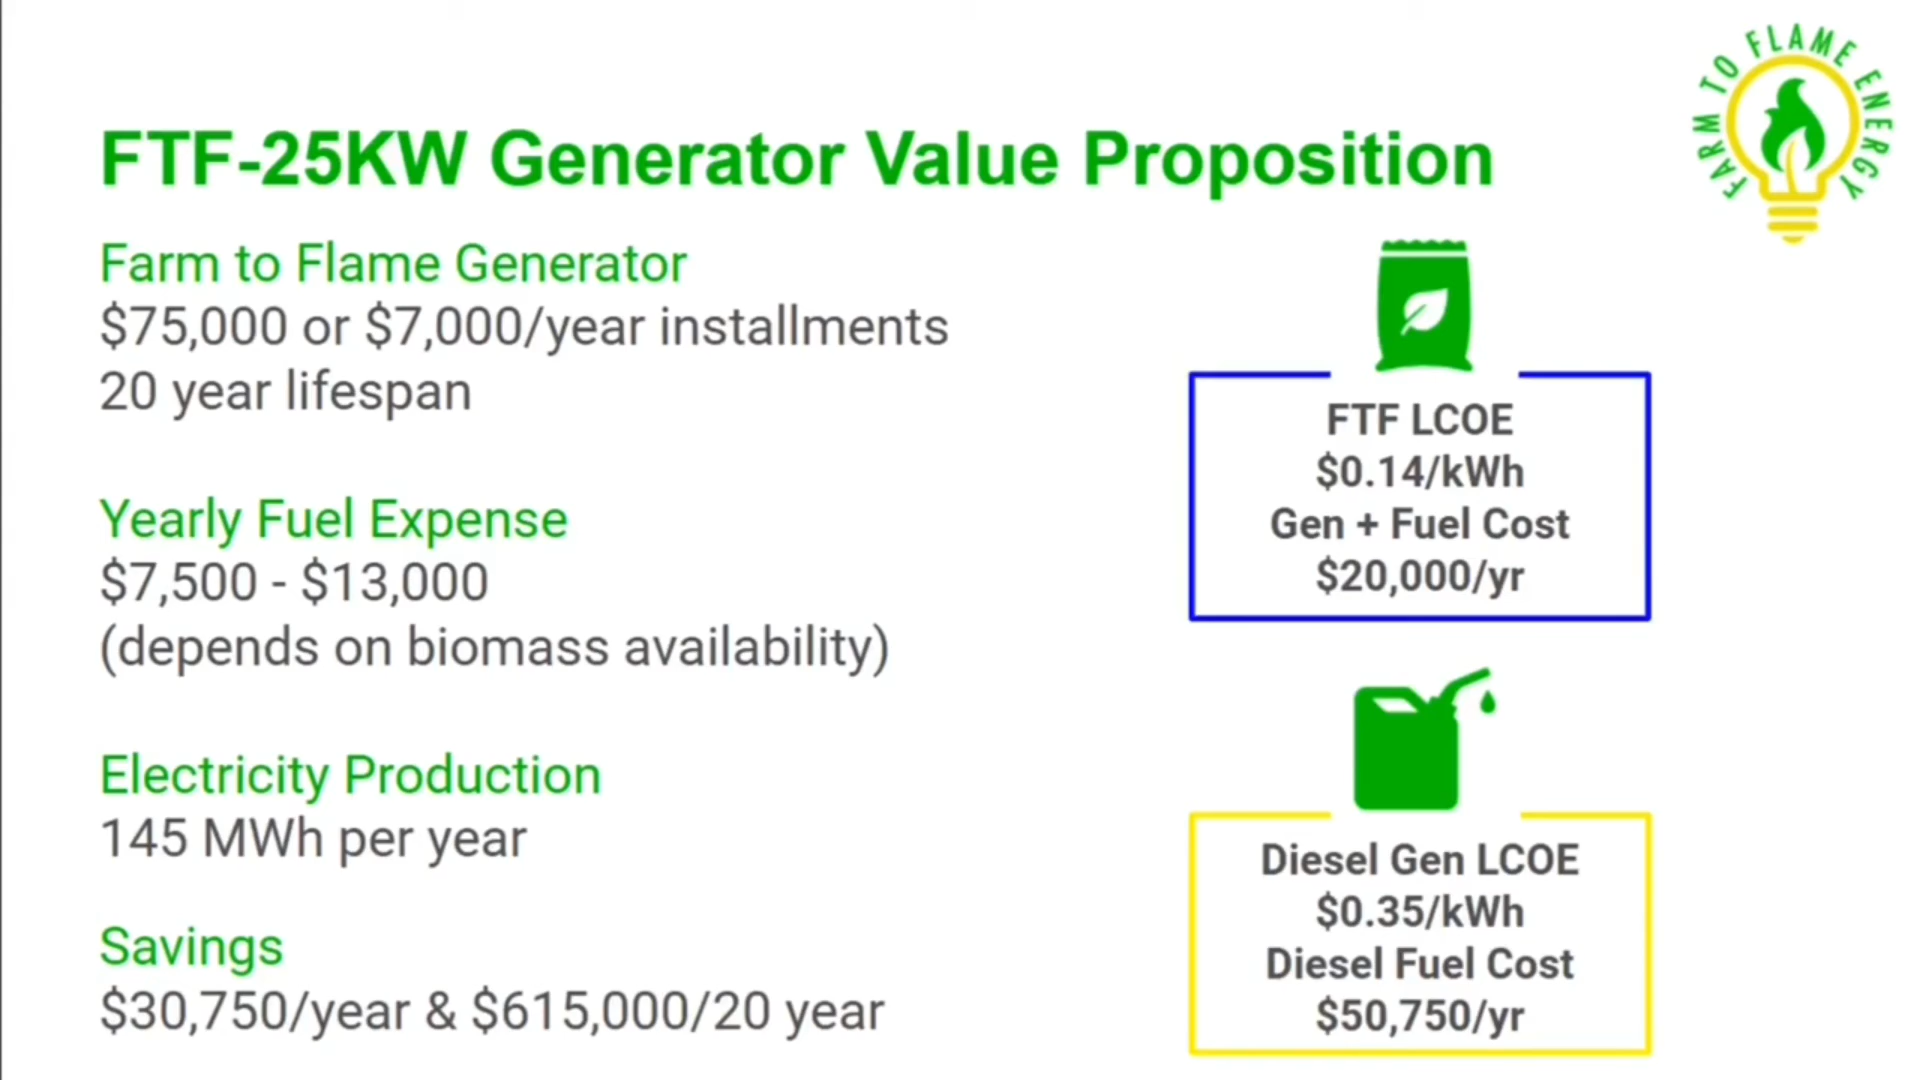 FARM TO FLAME ENERGY
FTF-25KW Generator Value Proposition
Farm to Flame Generator
$75,000 or $7,000/year installments
20 year lifespan
Yearly Fuel Expense
$7,500 - $13,000
(depends on biomass availability)
Electricity Production
145 MWh per year
Savings
$30,750/year & $615,000/20 year
FTF LCOE
$0.14/kWh
Gen + Fuel Cost
$20,000/yr
Diesel Gen LCOE
$0.35/kWh
Diesel Fuel Cost
$50,750/yr